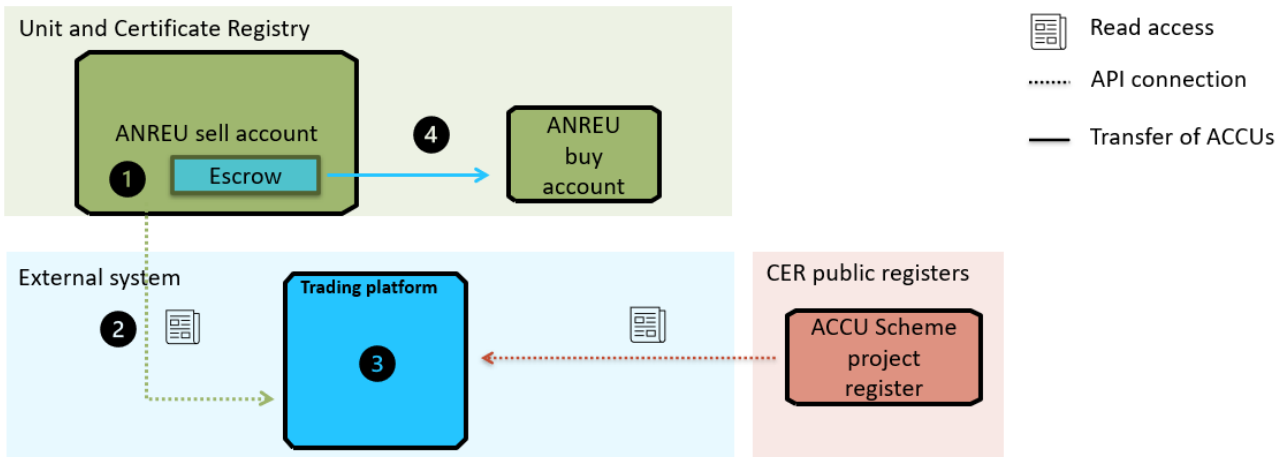 Unit and Certificate Registry
ANREU sell account
1
Escrow
4
ANREU
buy
account
Read access
API connection
Transfer of ACCUs
External system
2
Trading platform
3
CER public registers
ACCU Scheme
project
register